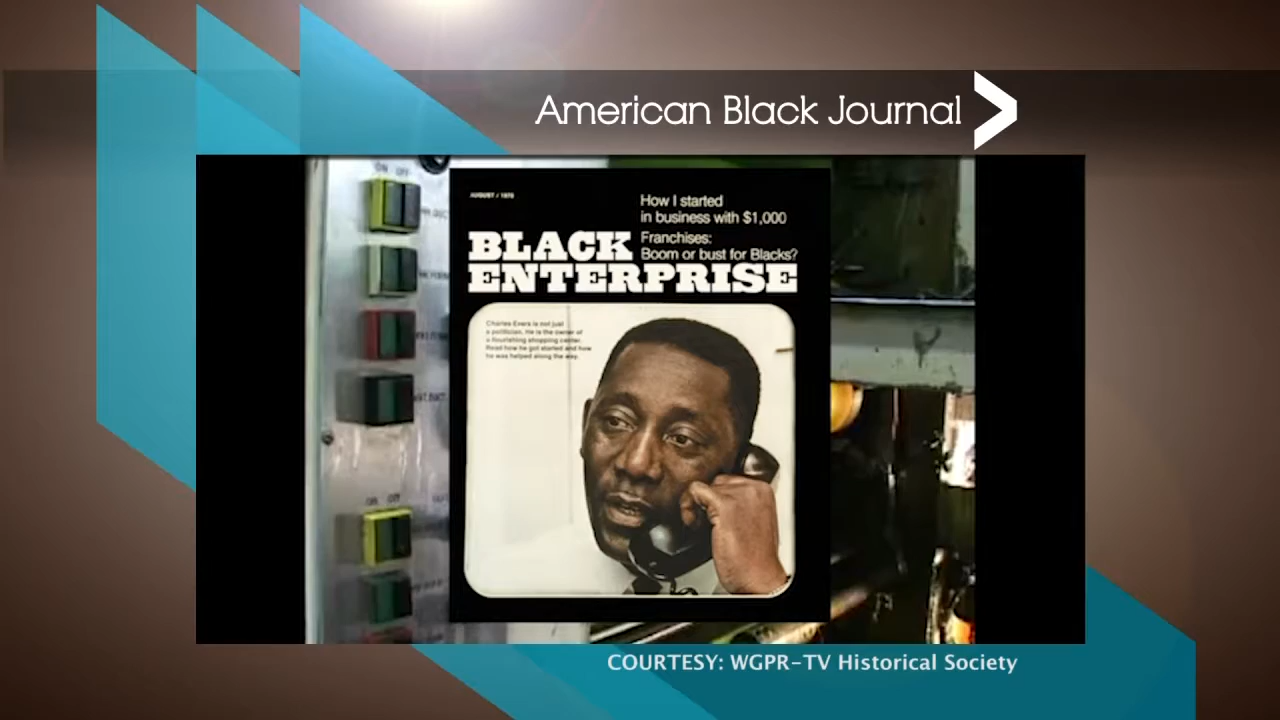 American Black Journal
AUGUST / 1970
How I started
in business with $1,000
Franchises:
Boom or bust for Blacks?
BLACK
ENTERPRISE
Charles Evers is not just
a politician. He is the owner of
a flourishing shopping center.
Read how he got started and how
he was helped along the way.
ON OFF
ON OFF
COURTESY: WGPR-TV Historical Society